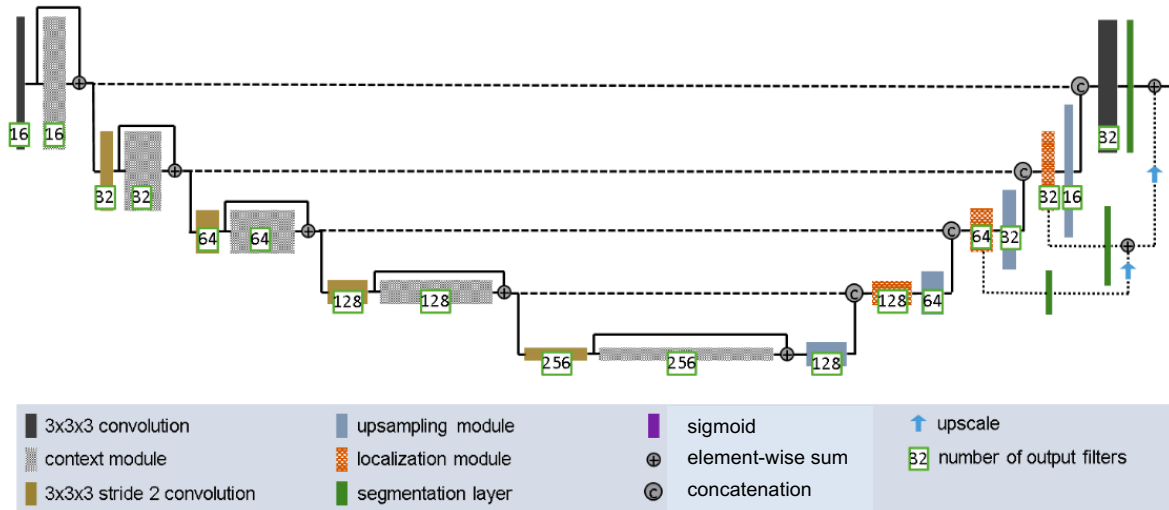 16
16
32
32
64
64
128
128
256
256
128
C
128
64
C
64
32
C
32
16
C
32
3x3x3 convolution
context module
3x3x3 stride 2 convolution
upsampling module
localization module
segmentation layer
sigmoid
element-wise sum
C concatenation
upscale
32 number of output filters